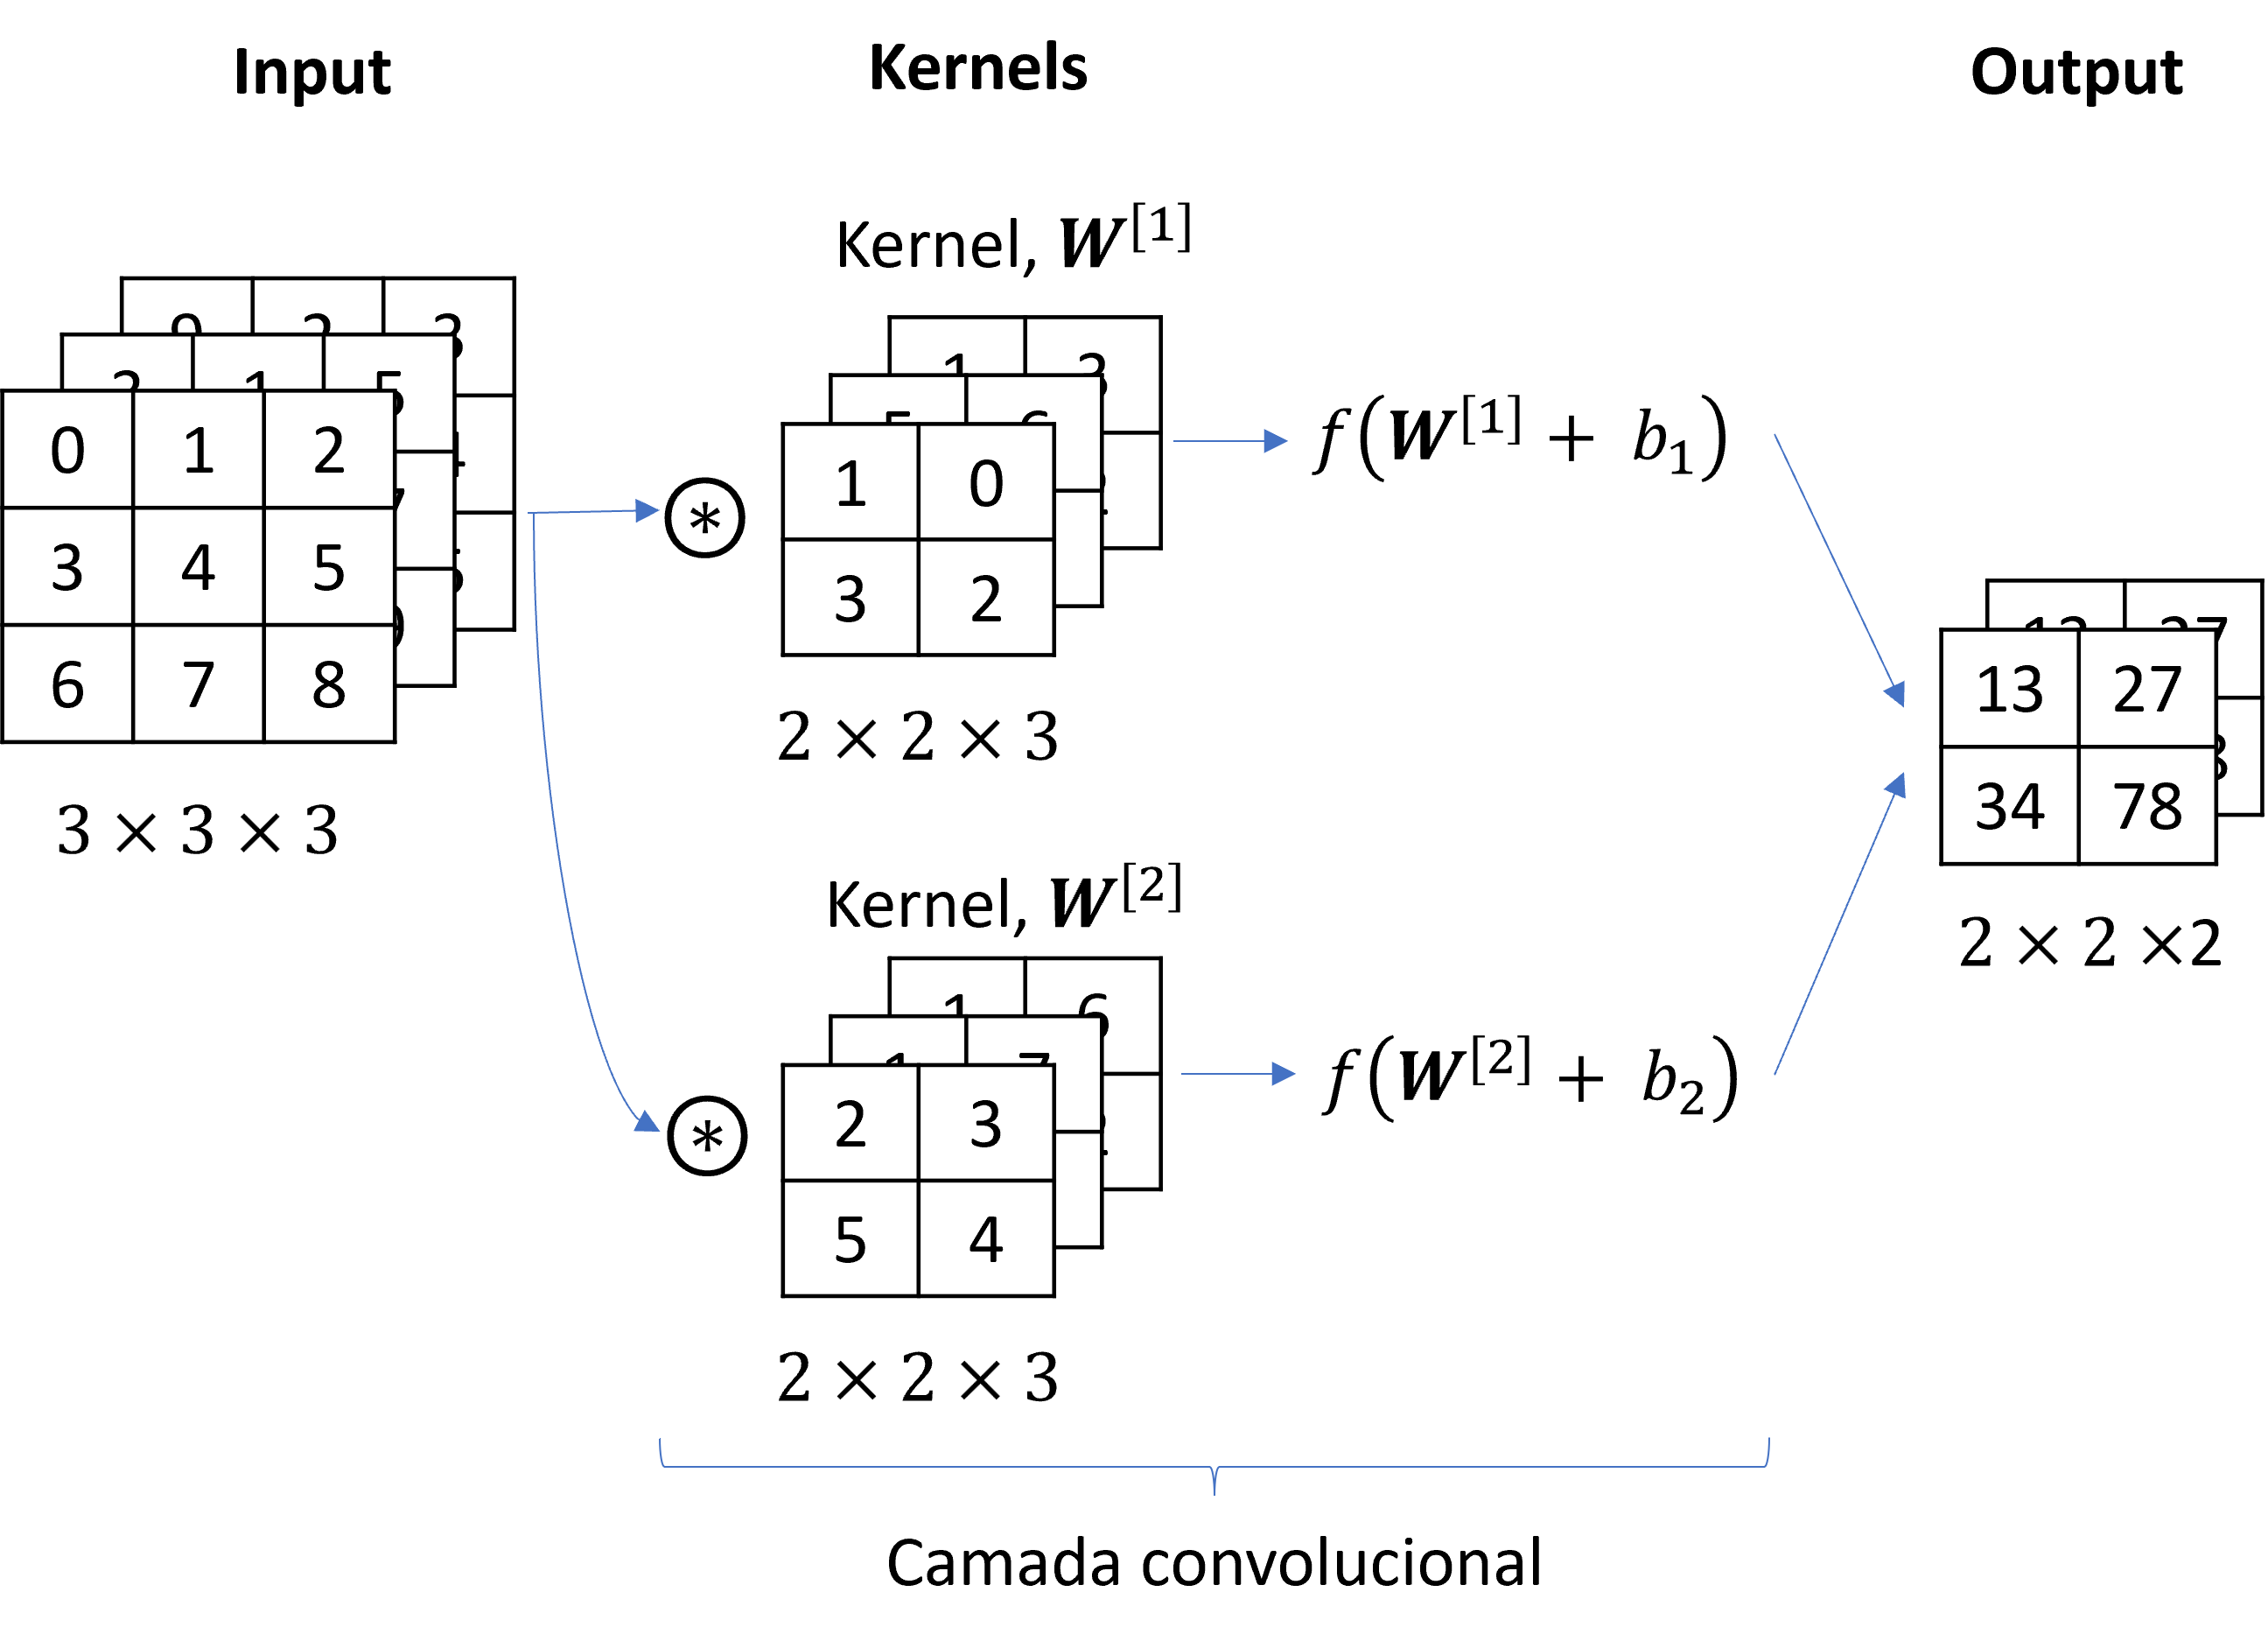 Input Kernels Output
Kernel, W^[1]
0 1 2
3 4 5
6 7 8
3 × 3 × 3
1 0
3 2
2 × 2 × 3
f(W^[1] + b_1)
Kernel, W^[2]
2 3
5 4
2 × 2 × 3
f(W^[2] + b_2)
13 27
34 78
2 × 2 ×2
Camada convolucional